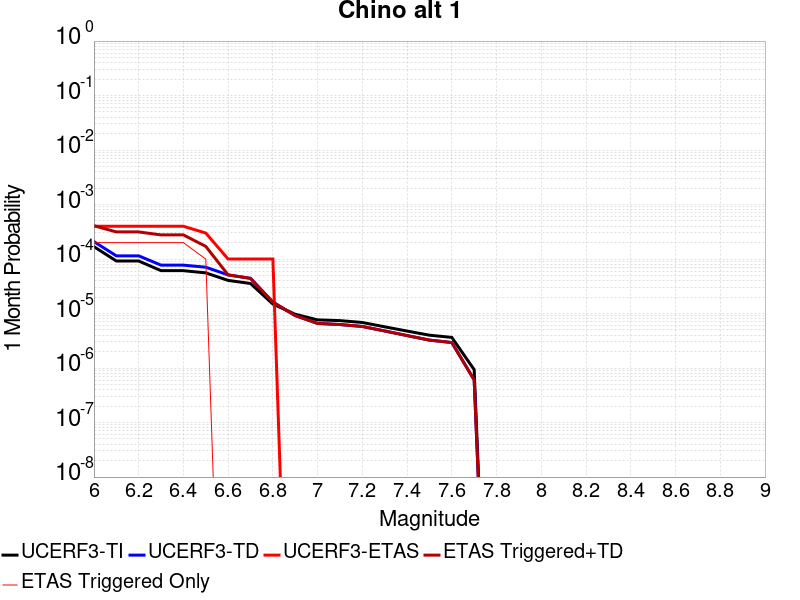 Chino alt 1
1 Month Probability
10^0
10^-1
10^-2
10^-3
10^-4
10^-5
10^-6
10^-7
10^-8
6 6.2 6.4 6.6 6.8 7 7.2 7.4 7.6 7.8 8 8.2 8.4 8.6 8.8 9
Magnitude
UCERF3-TI UCERF3-TD UCERF3-ETAS ETAS Triggered+TD
ETAS Triggered Only